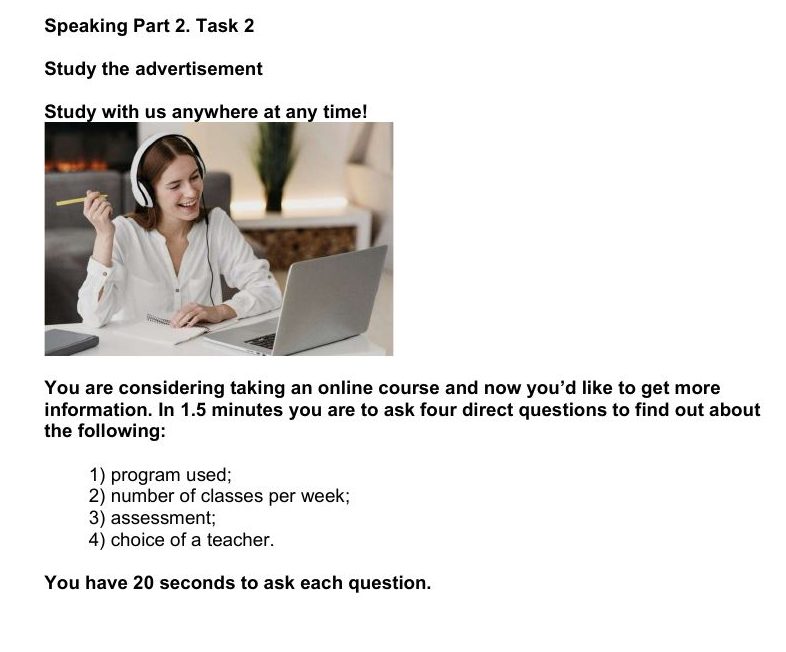 Speaking Part 2. Task 2
Study the advertisement
Study with us anywhere at any time!
You are considering taking an online course and now you’d like to get more
information. In 1.5 minutes you are to ask four direct questions to find out about
the following:
1) program used;
2) number of classes per week;
3) assessment;
4) choice of a teacher.
You have 20 seconds to ask each question.